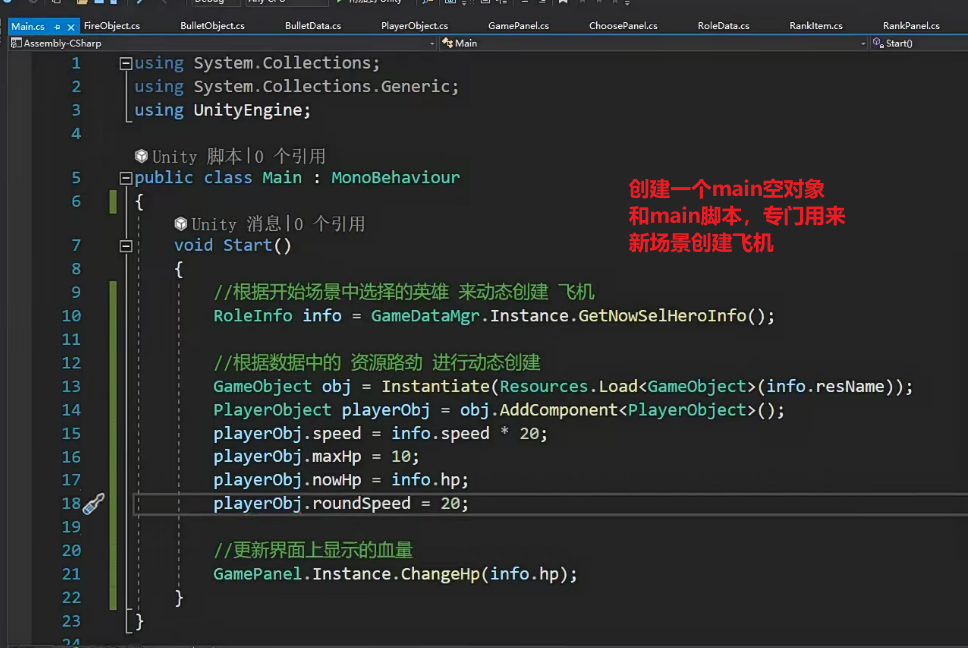 Main.cs
FireObject.cs
BulletObject.cs
BulletData.cs
PlayerObject.cs
GamePanel.cs
ChoosePanel.cs
RoleData.cs
RankItem.cs
RankPanel.cs
Assembly-CSharp
Main
Start()
1 using System.Collections;
2 using System.Collections.Generic;
3 using UnityEngine;
4
Unity 脚本|0 个引用
5 public class Main : MonoBehaviour
6 {
Unity 消息|0 个引用
7 void Start()
8 {
9 //根据开始场景中选择的英雄 来动态创建 飞机
10 RoleInfo info = GameDataMgr.Instance.GetNowSelHeroInfo();
11
12 //根据数据中的 资源路劲 进行动态创建
13 GameObject obj = Instantiate(Resources.Load<GameObject>(info.resName));
14 PlayerObject playerObj = obj.AddComponent<PlayerObject>();
15 playerObj.speed = info.speed * 20;
16 playerObj.maxHp = 10;
17 playerObj.nowHp = info.hp;
18 playerObj.roundSpeed = 20;
19
20 //更新界面上显示的血量
21 GamePanel.Instance.ChangeHp(info.hp);
22 }
23 }
24
创建一个main空对象
和main脚本，专门用来
新场景创建飞机